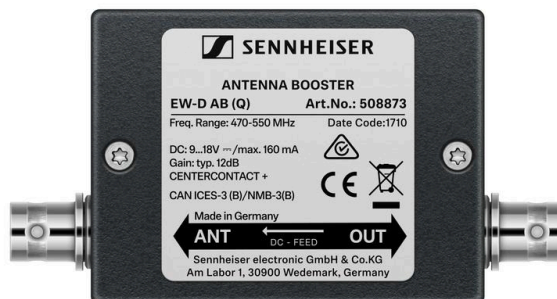 SENNHEISER
ANTENNA BOOSTER
EW-D AB (Q) Art.No.: 508873
Freq. Range: 470-550 MHz Date Code:1710
DC: 9...18V ⎓/max. 160 mA
Gain: typ. 12dB
CENTERCONTACT +
CAN ICES-3 (B)/NMB-3(B)
CE
Made in Germany
ANT DC - FEED OUT
Sennheiser electronic GmbH & Co.KG
Am Labor 1, 30900 Wedemark, Germany